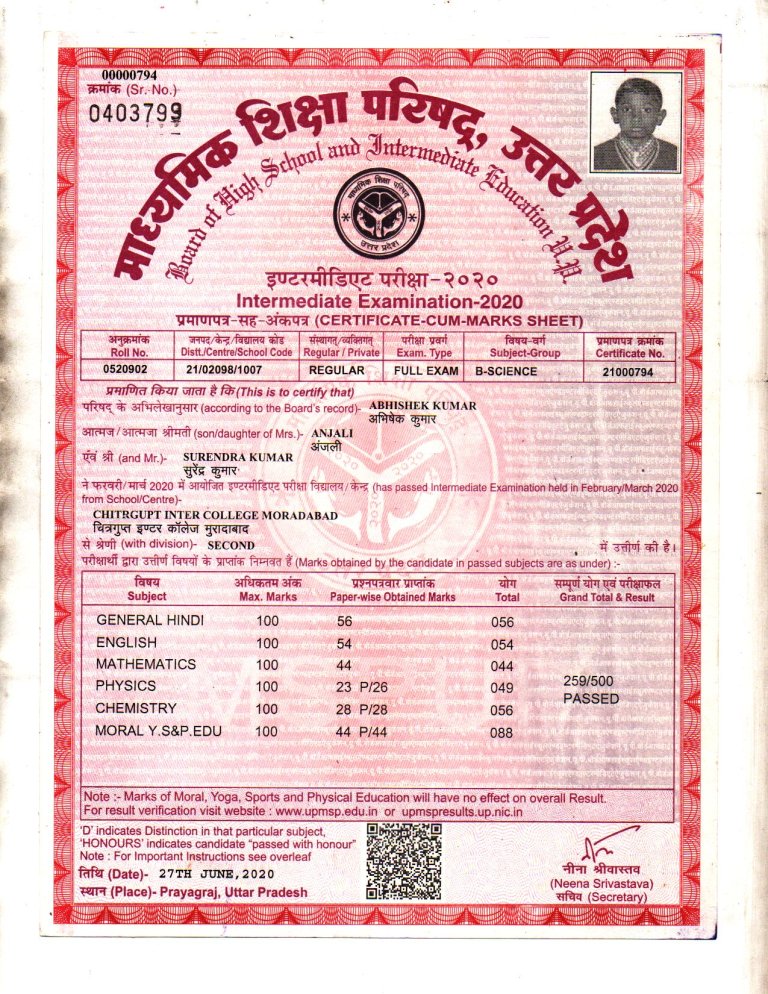 00000794
क्रमांक (Sr. No.)
0403799
माध्यमिक शिक्षा परिषद्, उत्तर प्रदेश
Board of High School and Intermediate Education U.P.
माध्यमिक शिक्षा परिषद्
उत्तर प्रदेश
इण्टरमीडिएट परीक्षा-२०२०
Intermediate Examination-2020
प्रमाणपत्र-सह-अंकपत्र (CERTIFICATE-CUM-MARKS SHEET)
अनुक्रमांक जनपद/केन्द्र/विद्यालय कोड संस्थागत/व्यक्तिगत परीक्षा प्रवर्ग विषय-वर्ग प्रमाणपत्र क्रमांक
Roll No. Distt./Centre/School Code Regular / Private Exam. Type Subject-Group Certificate No.
0520902 21/02098/1007 REGULAR FULL EXAM B-SCIENCE 21000794
प्रमाणित किया जाता है कि (This is to certify that)
परिषद् के अभिलेखानुसार (according to the Board's record)- ABHISHEK KUMAR
अभिषेक कुमार
आत्मज/आत्मजा श्रीमती (son/daughter of Mrs.)- ANJALI
अंजली
एंव श्री (and Mr.)- SURENDRA KUMAR
सुरेंद्र कुमार
ने फरवरी/मार्च 2020 में आयोजित इण्टरमीडिएट परीक्षा विद्यालय/केन्द्र (has passed Intermediate Examination held in February/March 2020
from School/Centre)-
CHITRGUPT INTER COLLEGE MORADABAD
चित्रगुप्त इण्टर कॉलेज मुरादाबाद
से श्रेणी (with division)- SECOND में उत्तीर्ण की है।
परीक्षार्थी द्वारा उत्तीर्ण विषयों के प्राप्तांक निम्नवत हैं (Marks obtained by the candidate in passed subjects are as under) :-
विषय अधिकतम अंक प्रश्नपत्रवार प्राप्तांक योग सम्पूर्ण योग एवं परीक्षाफल
Subject Max. Marks Paper-wise Obtained Marks Total Grand Total & Result
GENERAL HINDI 100 56 056
ENGLISH 100 54 054
MATHEMATICS 100 44 044
PHYSICS 100 23 P/26 049 259/500
CHEMISTRY 100 28 P/28 056 PASSED
MORAL Y.S&P.EDU 100 44 P/44 088
Note :- Marks of Moral, Yoga, Sports and Physical Education will have no effect on overall Result.
For result verification visit website : www.upmsp.edu.in or upmspresults.up.nic.in
'D' indicates Distinction in that particular subject,
'HONOURS' indicates candidate "passed with honour"
Note : For Important Instructions see overleaf
तिथि (Date)- 27TH JUNE,2020
स्थान (Place)- Prayagraj, Uttar Pradesh
नीना श्रीवास्तव
(Neena Srivastava)
सचिव (Secretary)